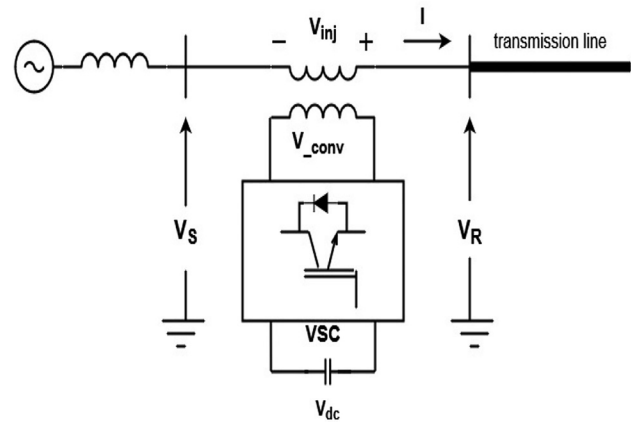 − V_inj + I
transmission line
V_conv
V_S
V_R
VSC
V_dc